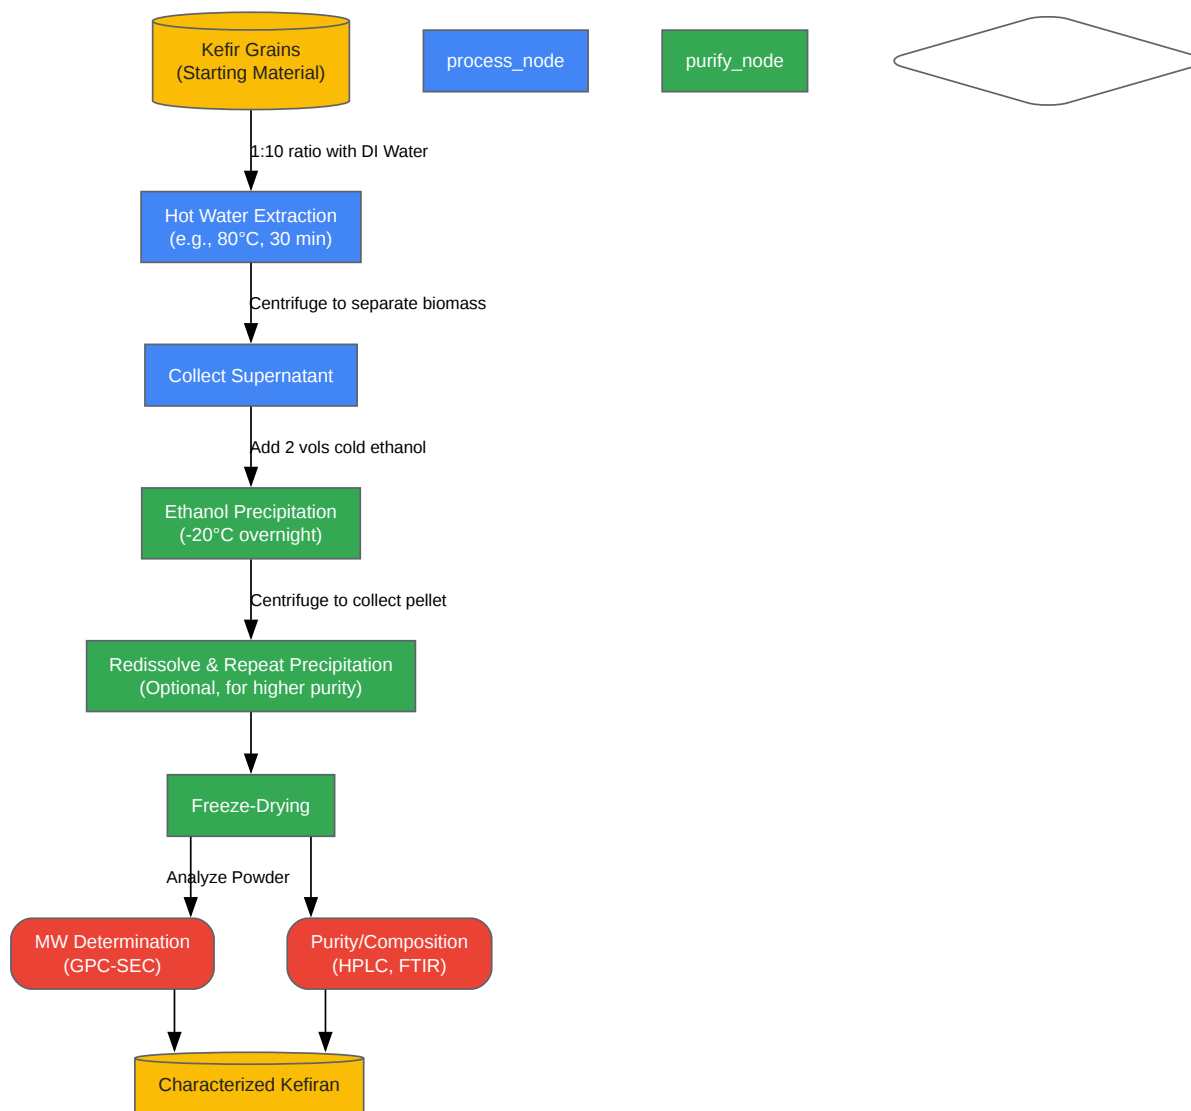 Kefir Grains
(Starting Material)
process_node
purify_node
1:10 ratio with DI Water
Hot Water Extraction
(e.g., 80°C, 30 min)
Centrifuge to separate biomass
Collect Supernatant
Add 2 vols cold ethanol
Ethanol Precipitation
(-20°C overnight)
Centrifuge to collect pellet
Redissolve & Repeat Precipitation
(Optional, for higher purity)
Freeze-Drying
Analyze Powder
MW Determination
(GPC-SEC)
Purity/Composition
(HPLC, FTIR)
Characterized Kefiran